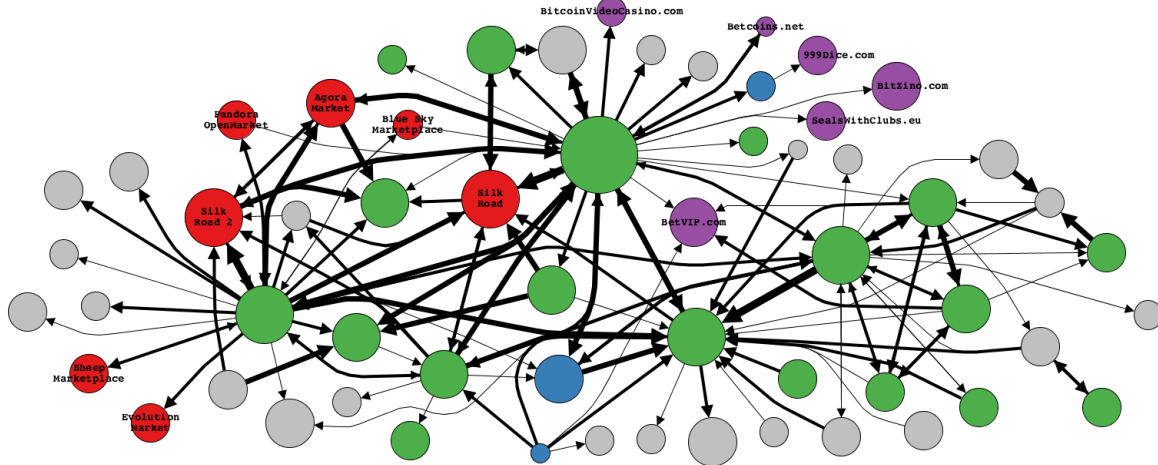 BitcoinVideoCasino.com
Betcoins.net
999Dice.com
BitZino.com
Agora
Market
Pandora
OpenMarket
Blue Sky
Marketplace
SealsWithClubs.eu
Silk
Road
Silk
Road 2
BetVIP.com
Sheep
Marketplace
Evolution
Market